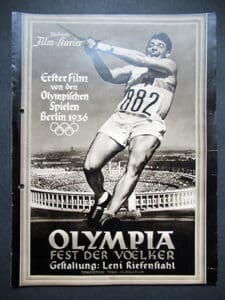 Film-Kurier
Erster Film
von den
Olympischen
Spielen
Berlin 1936
882
OLYMPIA
FEST DER VOELKER
Gestaltung: Leni Riefenstahl